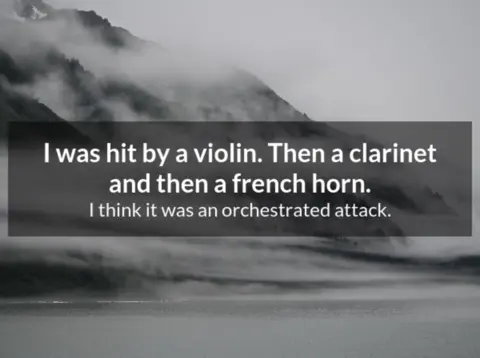 I was hit by a violin. Then a clarinet
and then a french horn.
I think it was an orchestrated attack.